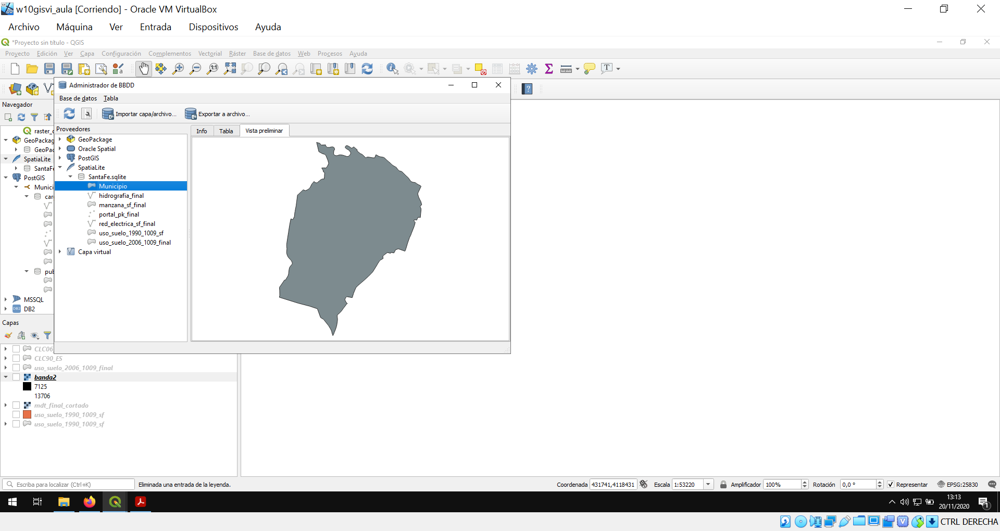 w10gisvi_aula [Corriendo] - Oracle VM VirtualBox
Archivo Máquina Ver Entrada Dispositivos Ayuda
*Proyecto sin título - QGIS
Proyecto Edición Ver Capa Configuración Complementos Vectorial Ráster Base de datos Web Procesos Ayuda
Administrador de BBDD
Base de datos Tabla
Importar capa/archivo... Exportar a archivo...
Proveedores
Info Tabla Vista preliminar
GeoPackage
Oracle Spatial
PostGIS
SpatiaLite
SantaFe.sqlite
Municipio
hidrografia_final
manzana_sf_final
portal_pk_final
red_electrica_sf_final
uso_suelo_1990_1009_sf
uso_suelo_2006_1009_final
Capa virtual
Navegador
raster_
GeoPackag
GeoPac
SpatiaLite
SantaFe
PostGIS
Munici
car
pub
MSSQL
DB2
Capas
CLC06_
CLC90_ES
uso_suelo_2006_1009_final
banda2
7125
13706
mdt_final_cortado
uso_suelo_1990_1009_sf
uso_suelo_1990_1009_sf
Escriba para localizar (Ctrl+K) Eliminada una entrada de la leyenda. Coordenada 431741,4118431 Escala 1:53220 Amplificador 100% Rotación 0,0 ° Representar EPSG:25830
13:13
20/11/2020
1
CTRL DERECHA